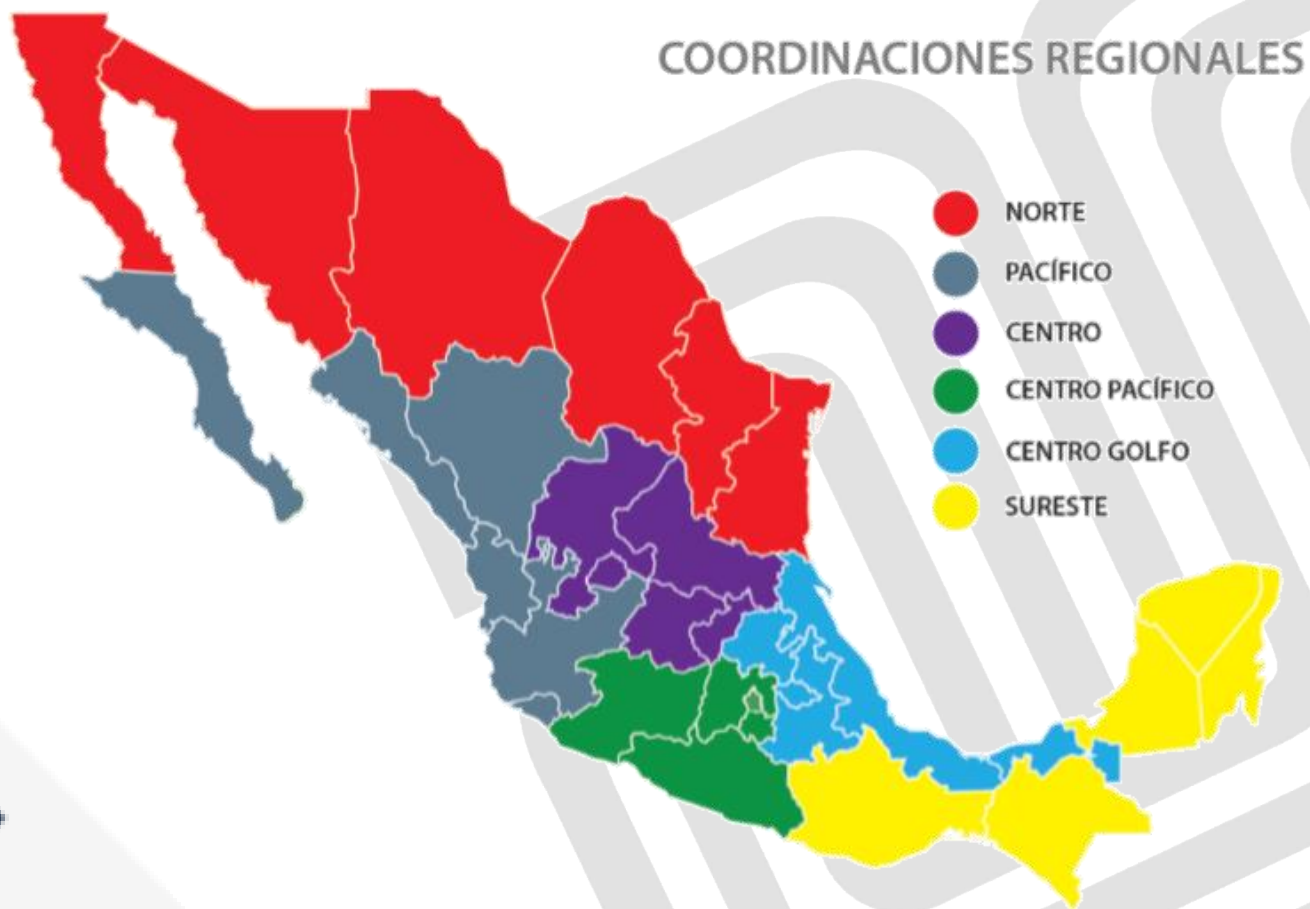 COORDINACIONES REGIONALES
NORTE
PACÍFICO
CENTRO
CENTRO PACÍFICO
CENTRO GOLFO
SURESTE